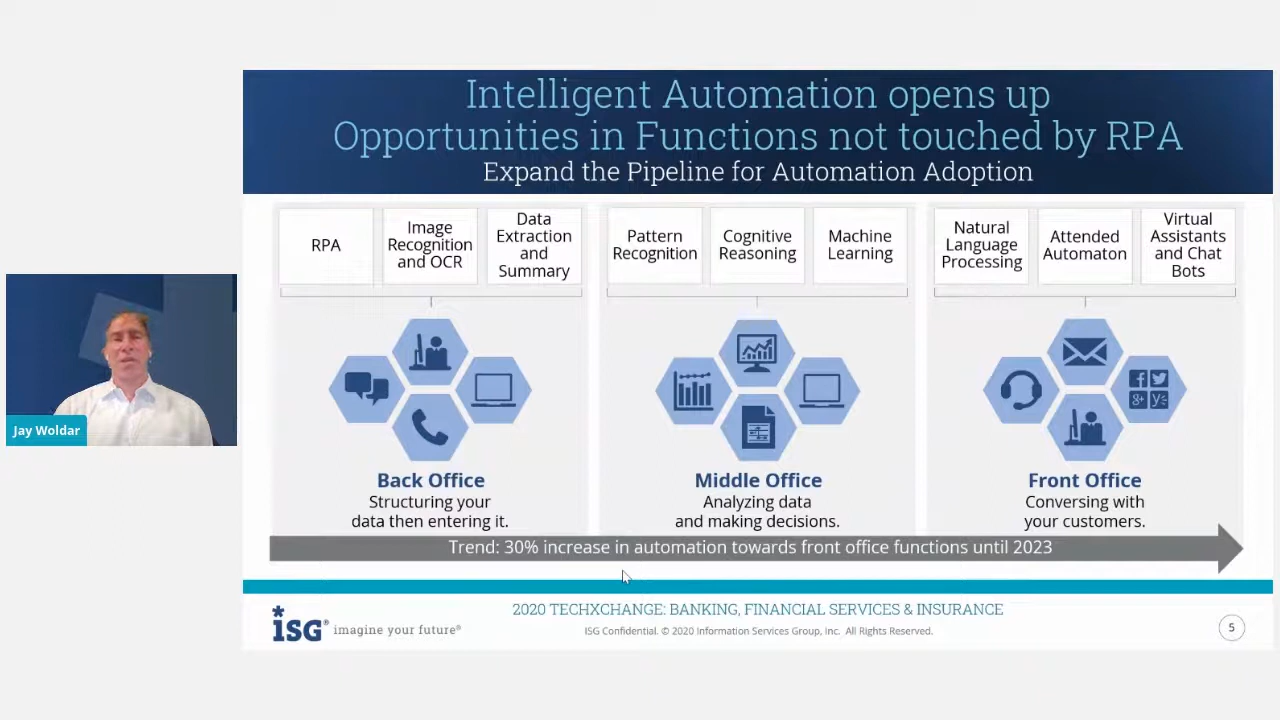 Intelligent Automation opens up
Opportunities in Functions not touched by RPA
Expand the Pipeline for Automation Adoption
RPA
Image
Recognition
and OCR
Data
Extraction
and
Summary
Pattern
Recognition
Cognitive
Reasoning
Machine
Learning
Natural
Language
Processing
Attended
Automaton
Virtual
Assistants
and Chat
Bots
Jay Woldar
Back Office
Structuring your
data then entering it.
Middle Office
Analyzing data
and making decisions.
Front Office
Conversing with
your customers.
Trend: 30% increase in automation towards front office functions until 2023
2020 TECHXCHANGE: BANKING, FINANCIAL SERVICES & INSURANCE
ISG® imagine your future®
ISG Confidential. © 2020 Information Services Group, Inc. All Rights Reserved.
5